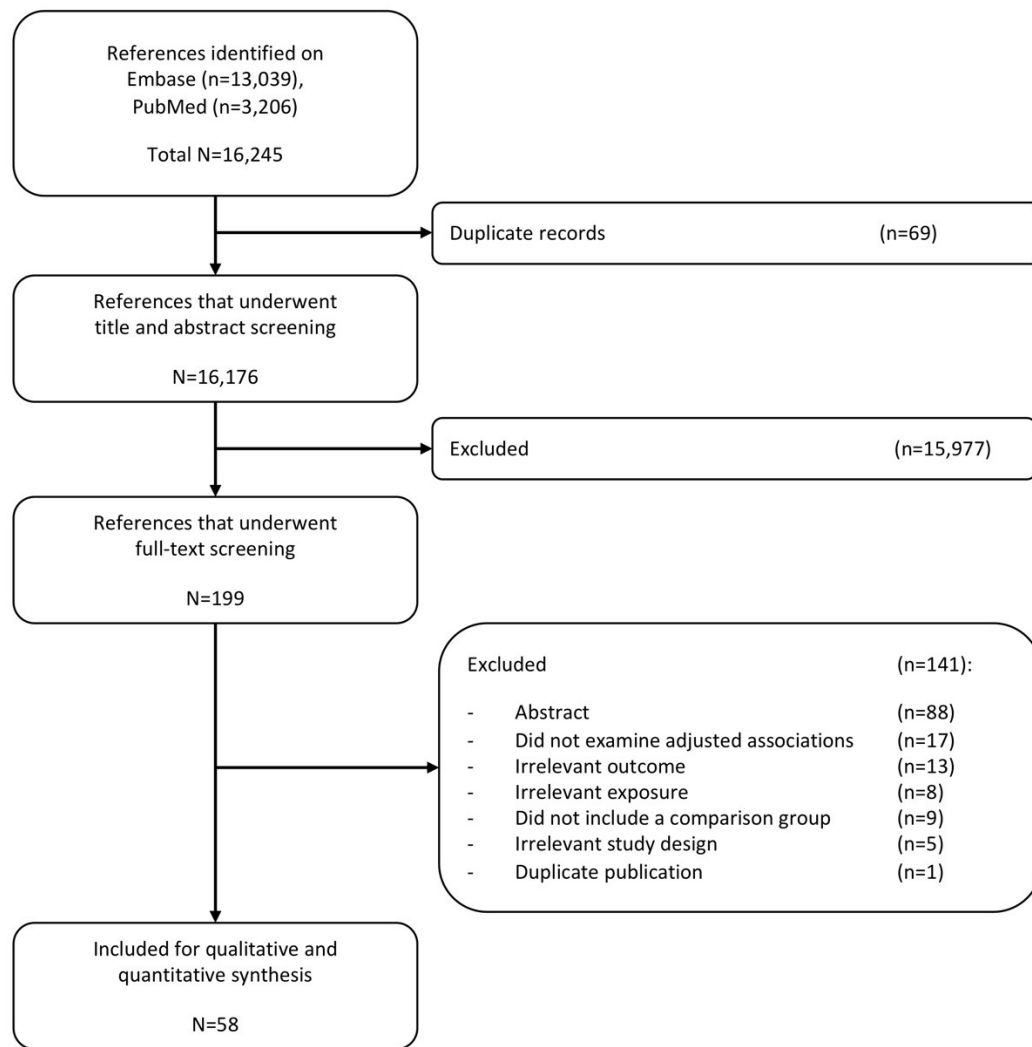 References identified on
Embase (n=13,039),
PubMed (n=3,206)
Total N=16,245
Duplicate records (n=69)
References that underwent
title and abstract screening
N=16,176
Excluded (n=15,977)
References that underwent
full-text screening
N=199
Excluded (n=141):
- Abstract (n=88)
- Did not examine adjusted associations (n=17)
- Irrelevant outcome (n=13)
- Irrelevant exposure (n=8)
- Did not include a comparison group (n=9)
- Irrelevant study design (n=5)
- Duplicate publication (n=1)
Included for qualitative and
quantitative synthesis
N=58